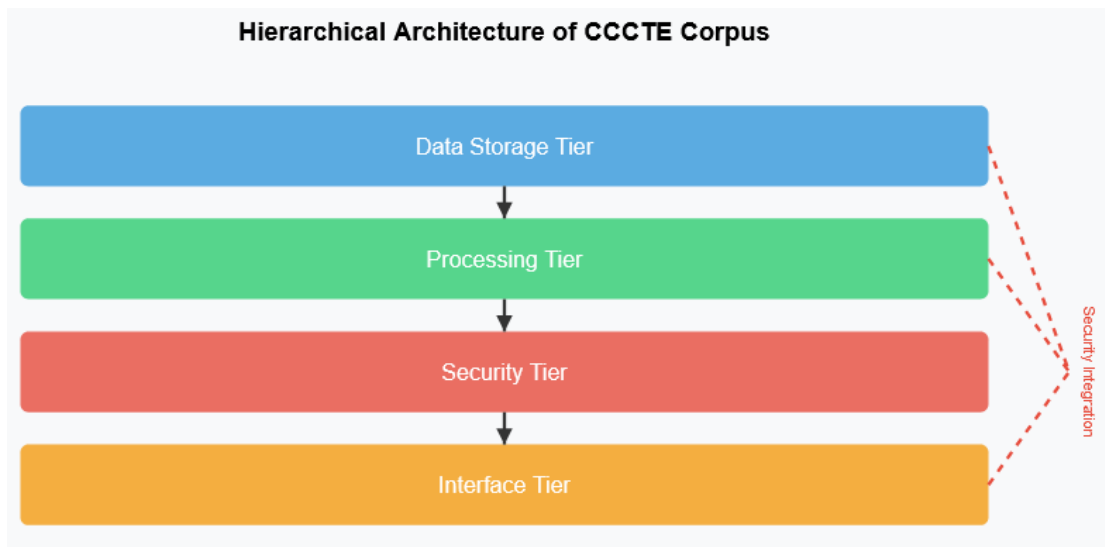 Hierarchical Architecture of CCCTE Corpus
Data Storage Tier
Processing Tier
Security Tier
Interface Tier
Security Integration